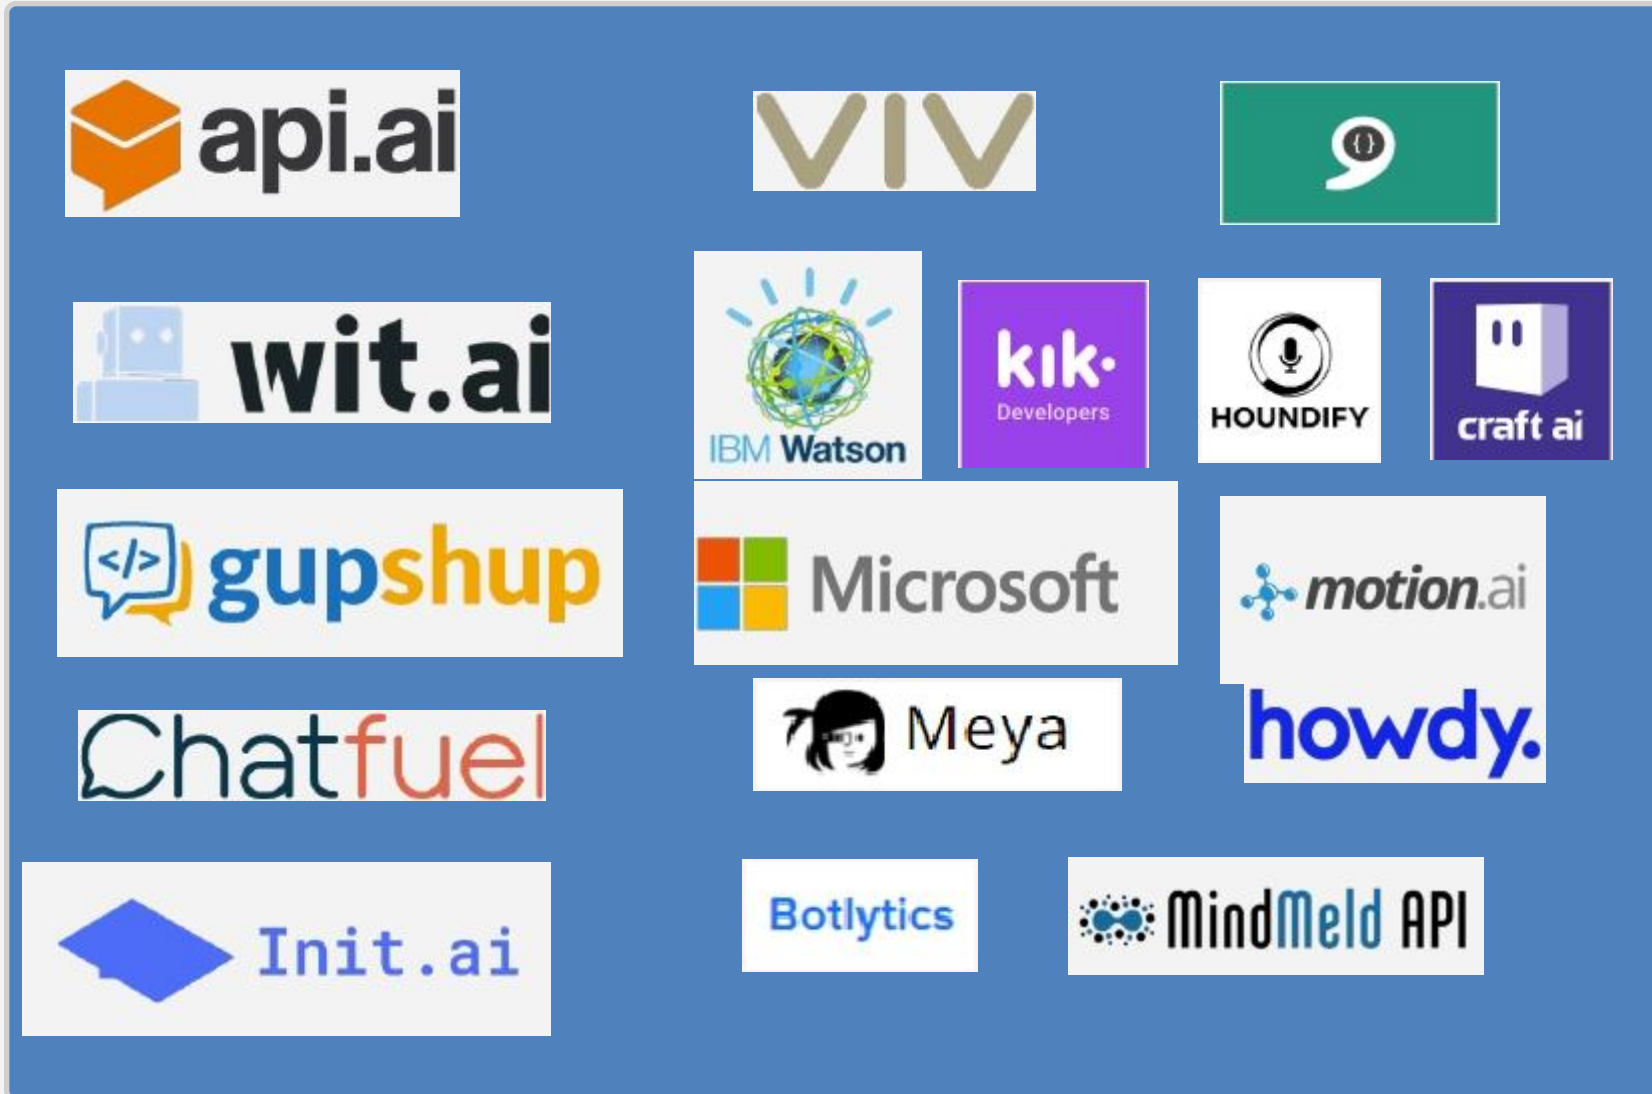 api.ai
VIV
{}
wit.ai
IBM Watson
kik.
Developers
HOUNDIFY
craft ai
</> gupshup
Microsoft
motion.ai
Chatfuel
Meya
howdy.
Init.ai
Botlytics
MindMeld API